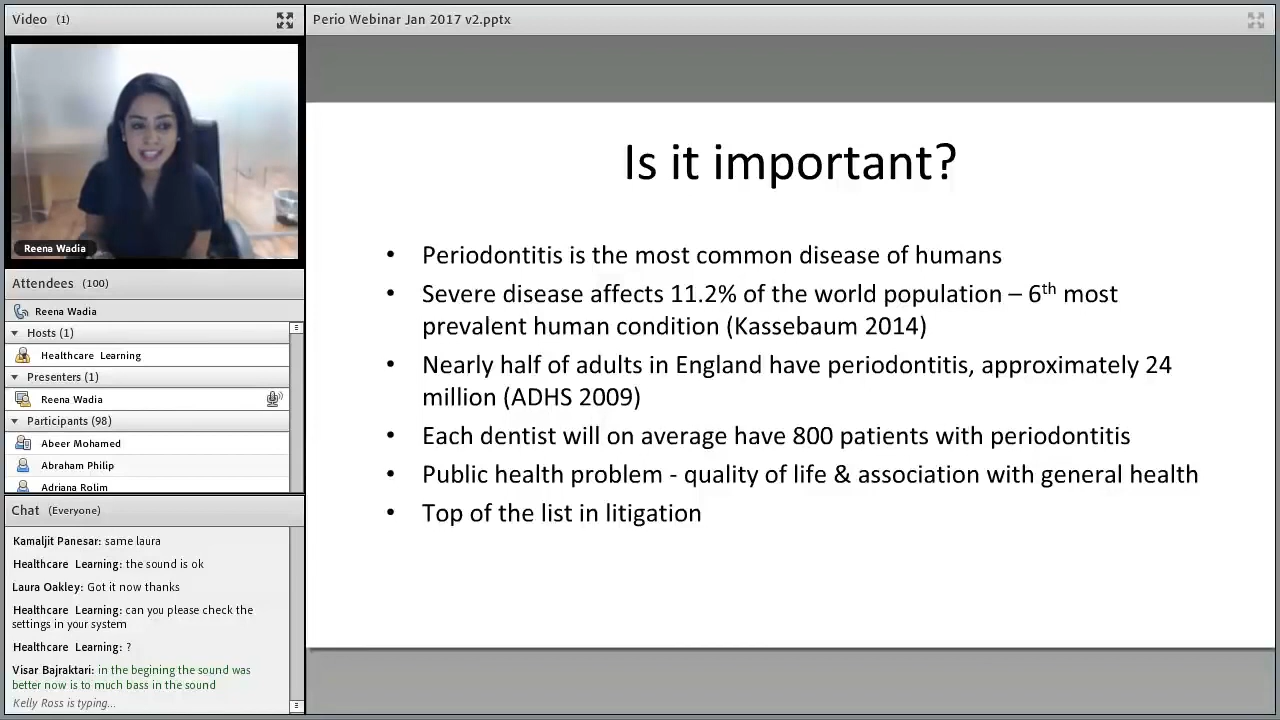 Video (1)
Reena Wadia
Attendees (100)
Reena Wadia
Hosts (1)
Healthcare Learning
Presenters (1)
Reena Wadia
Participants (98)
Abeer Mohamed
Abraham Philip
Adriana Rolim
Chat (Everyone)
Kamaljit Panesar: same laura
Healthcare Learning: the sound is ok
Laura Oakley: Got it now thanks
Healthcare Learning: can you please check the
settings in your system
Healthcare Learning: ?
Visar Bajraktari: in the begining the sound was
better now is to much bass in the sound
Kelly Ross is typing...
Perio Webinar Jan 2017 v2.pptx
Is it important?
• Periodontitis is the most common disease of humans
• Severe disease affects 11.2% of the world population – 6th most
prevalent human condition (Kassebaum 2014)
• Nearly half of adults in England have periodontitis, approximately 24
million (ADHS 2009)
• Each dentist will on average have 800 patients with periodontitis
• Public health problem - quality of life & association with general health
• Top of the list in litigation